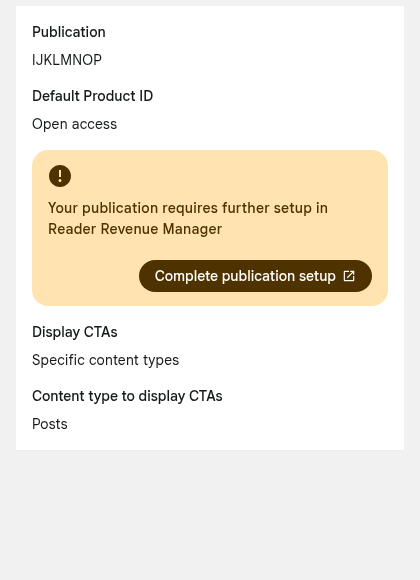 Publication
IJKLMNOP
Default Product ID
Open access
Your publication requires further setup in
Reader Revenue Manager
Complete publication setup
Display CTAs
Specific content types
Content type to display CTAs
Posts